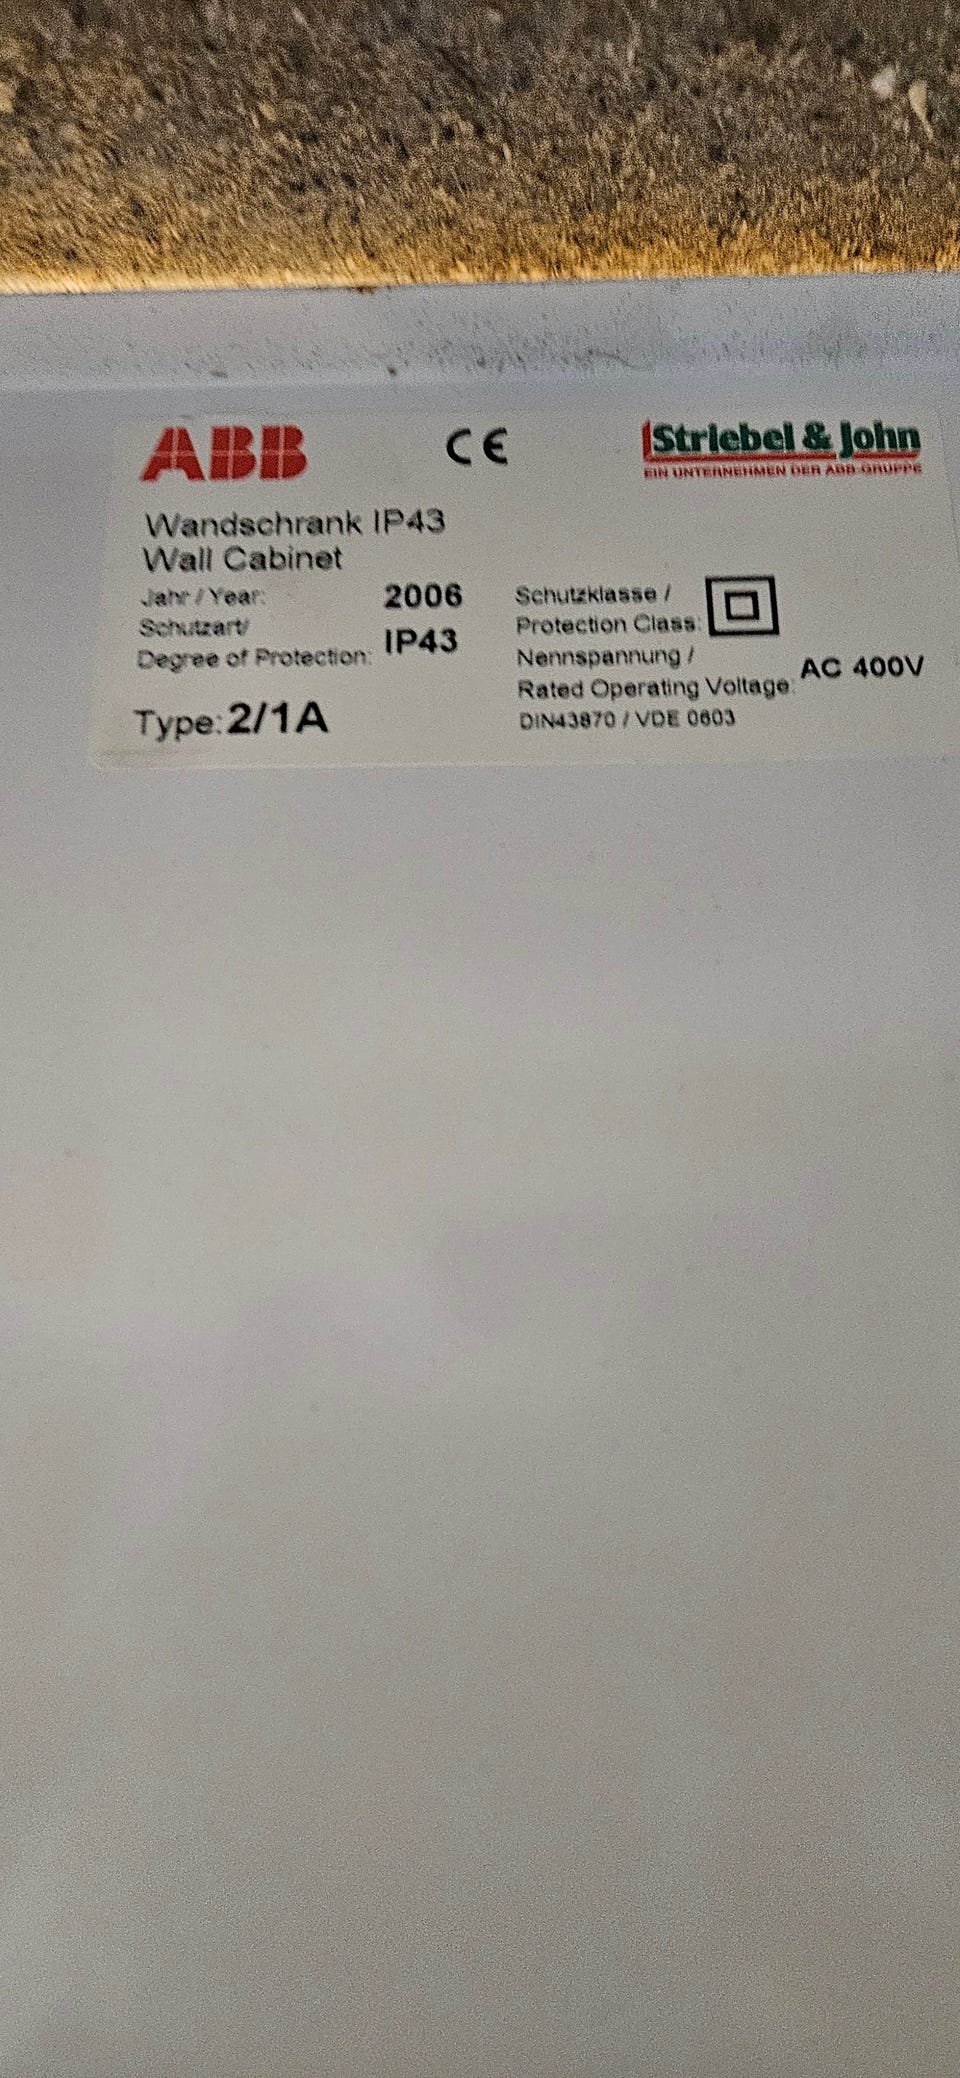 ABB CE Striebel & John
EIN UNTERNEHMEN DER ABB-GRUPPE
Wandschrank IP43
Wall Cabinet
Jahr / Year: 2006
Schutzart/
Degree of Protection: IP43
Type: 2/1A
Schutzklasse /
Protection Class:
Nennspannung /
Rated Operating Voltage: AC 400V
DIN43870 / VDE 0603